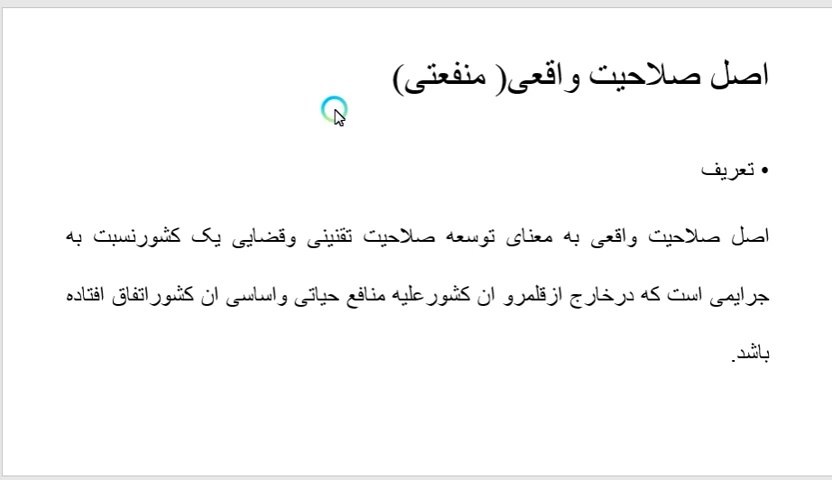 اصل صلاحیت واقعی( منفعتی)
• تعریف
اصل صلاحیت واقعی به معنای توسعه صلاحیت تقنینی وقضایی یک کشورنسبت به
جرایمی است که درخارج ازقلمرو ان کشورعلیه منافع حیاتی واساسی ان کشوراتفاق افتاده
باشد.